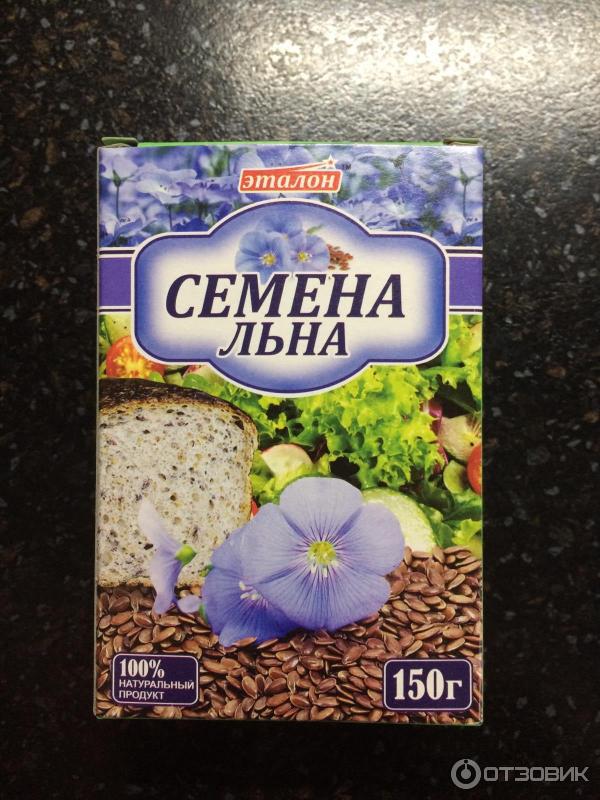 эталон
СЕМЕНА
ЛЬНА
100%
НАТУРАЛЬНЫЙ
ПРОДУКТ
150г
ОТЗОВИК